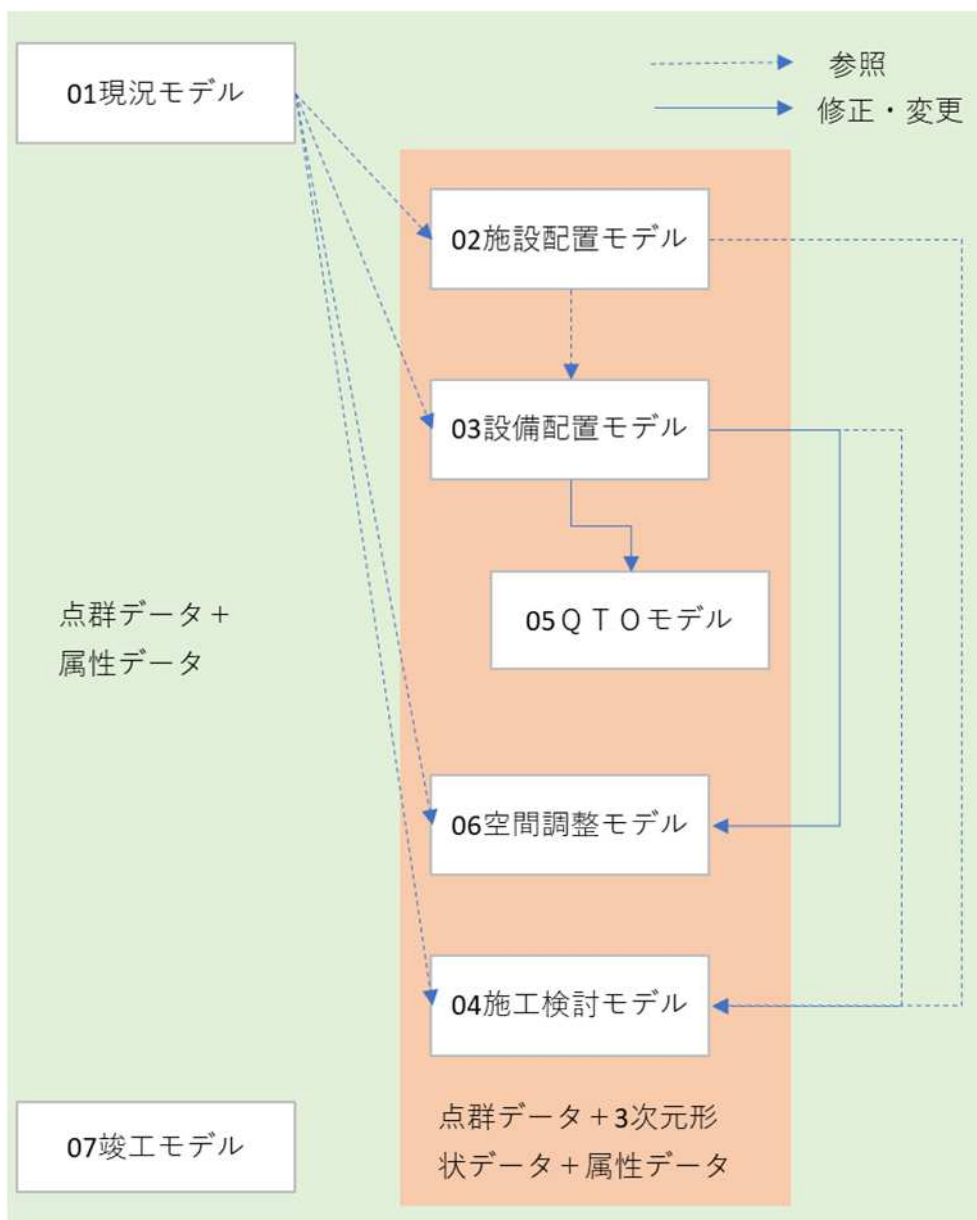 01現況モデル
参照
修正・変更
02施設配置モデル
03設備配置モデル
05ＱＴＯモデル
点群データ＋
属性データ
06空間調整モデル
04施工検討モデル
07竣工モデル
点群データ＋3次元形
状データ＋属性データ